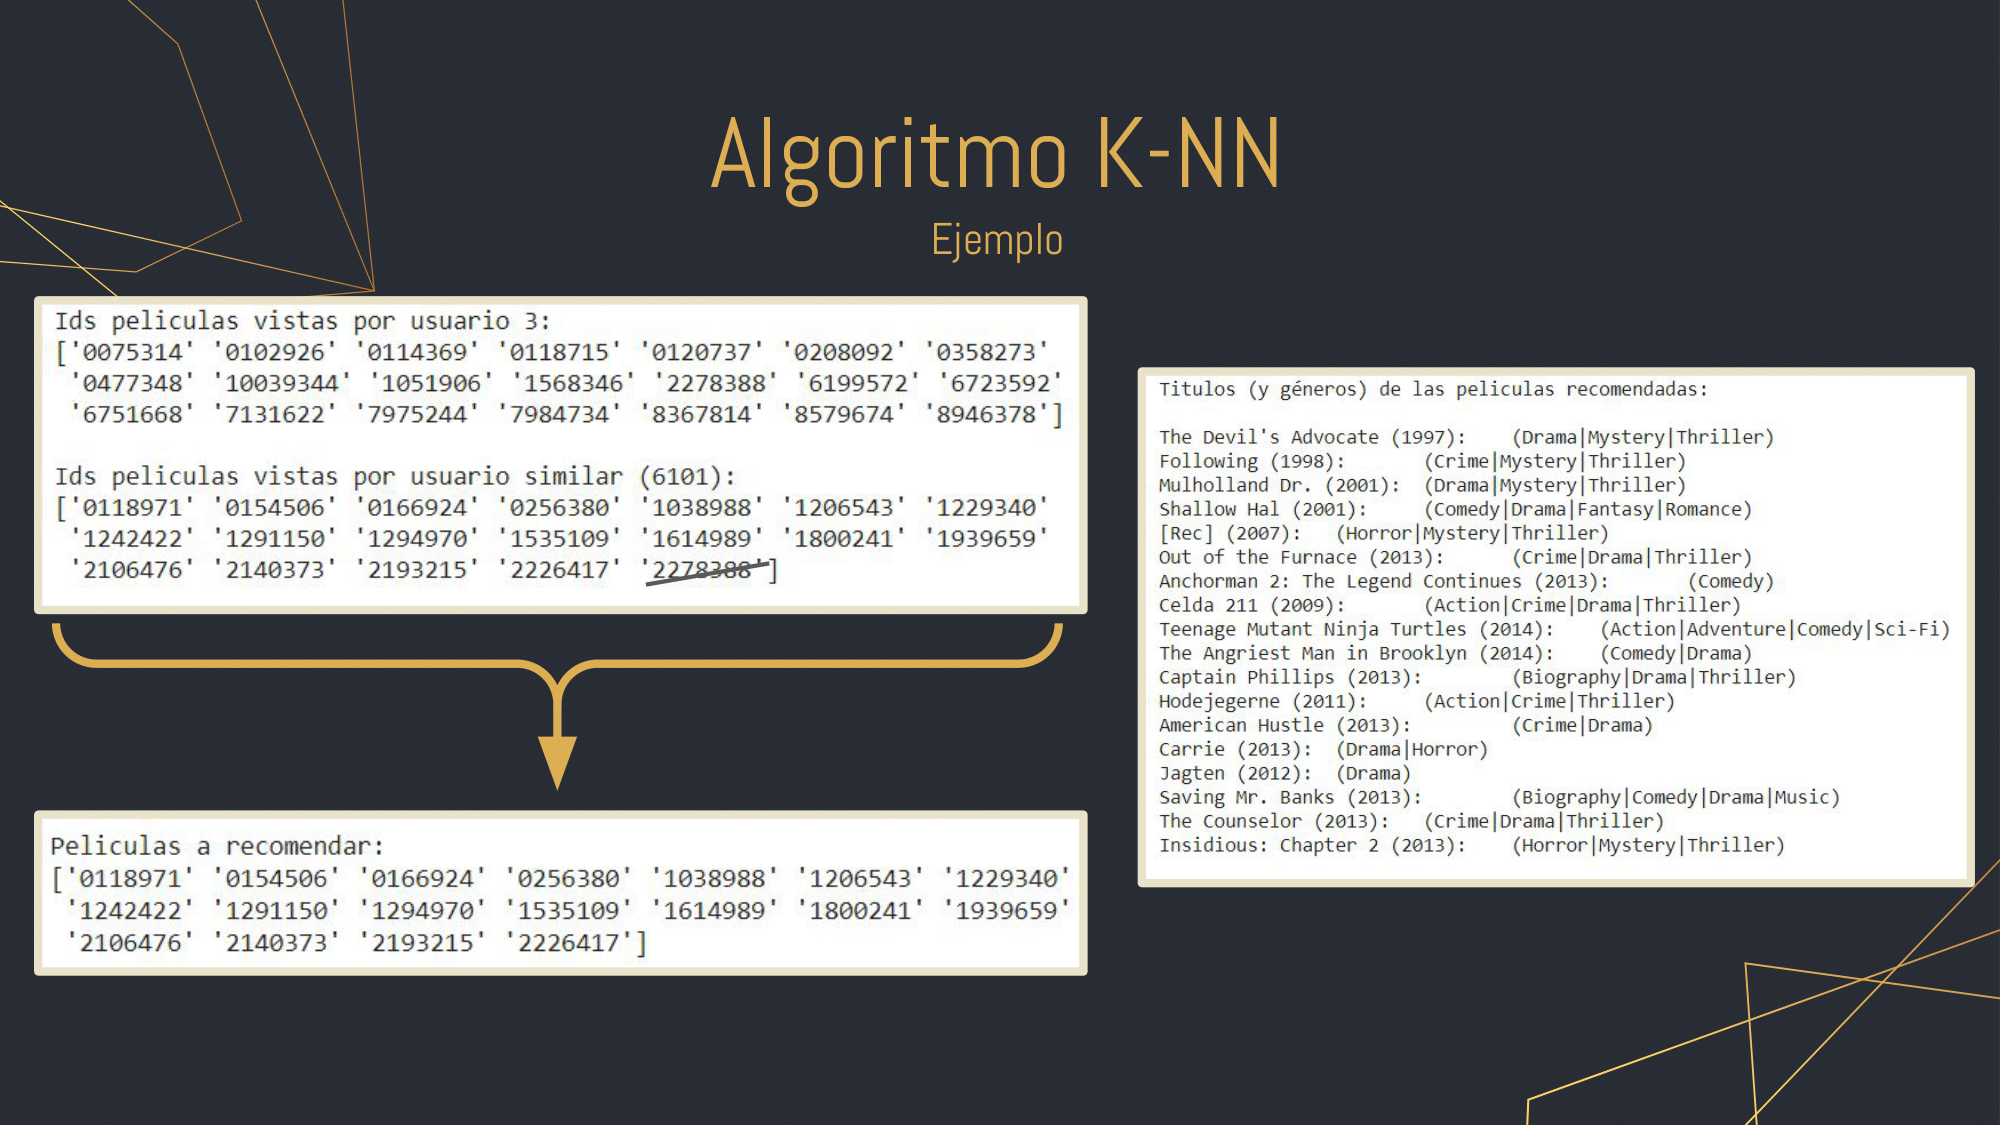 Algoritmo K-NN
Ejemplo
Ids peliculas vistas por usuario 3:
['0075314' '0102926' '0114369' '0118715' '0120737' '0208092' '0358273'
'0477348' '10039344' '1051906' '1568346' '2278388' '6199572' '6723592'
'6751668' '7131622' '7975244' '7984734' '8367814' '8579674' '8946378']
Ids peliculas vistas por usuario similar (6101):
['0118971' '0154506' '0166924' '0256380' '1038988' '1206543' '1229340'
'1242422' '1291150' '1294970' '1535109' '1614989' '1800241' '1939659'
'2106476' '2140373' '2193215' '2226417' '2278388']
Peliculas a recomendar:
['0118971' '0154506' '0166924' '0256380' '1038988' '1206543' '1229340'
'1242422' '1291150' '1294970' '1535109' '1614989' '1800241' '1939659'
'2106476' '2140373' '2193215' '2226417']
Titulos (y géneros) de las peliculas recomendadas:
The Devil's Advocate (1997): (Drama|Mystery|Thriller)
Following (1998): (Crime|Mystery|Thriller)
Mulholland Dr. (2001): (Drama|Mystery|Thriller)
Shallow Hal (2001): (Comedy|Drama|Fantasy|Romance)
[Rec] (2007): (Horror|Mystery|Thriller)
Out of the Furnace (2013): (Crime|Drama|Thriller)
Anchorman 2: The Legend Continues (2013): (Comedy)
Celda 211 (2009): (Action|Crime|Drama|Thriller)
Teenage Mutant Ninja Turtles (2014): (Action|Adventure|Comedy|Sci-Fi)
The Angriest Man in Brooklyn (2014): (Comedy|Drama)
Captain Phillips (2013): (Biography|Drama|Thriller)
Hodejegerne (2011): (Action|Crime|Thriller)
American Hustle (2013): (Crime|Drama)
Carrie (2013): (Drama|Horror)
Jagten (2012): (Drama)
Saving Mr. Banks (2013): (Biography|Comedy|Drama|Music)
The Counselor (2013): (Crime|Drama|Thriller)
Insidious: Chapter 2 (2013): (Horror|Mystery|Thriller)